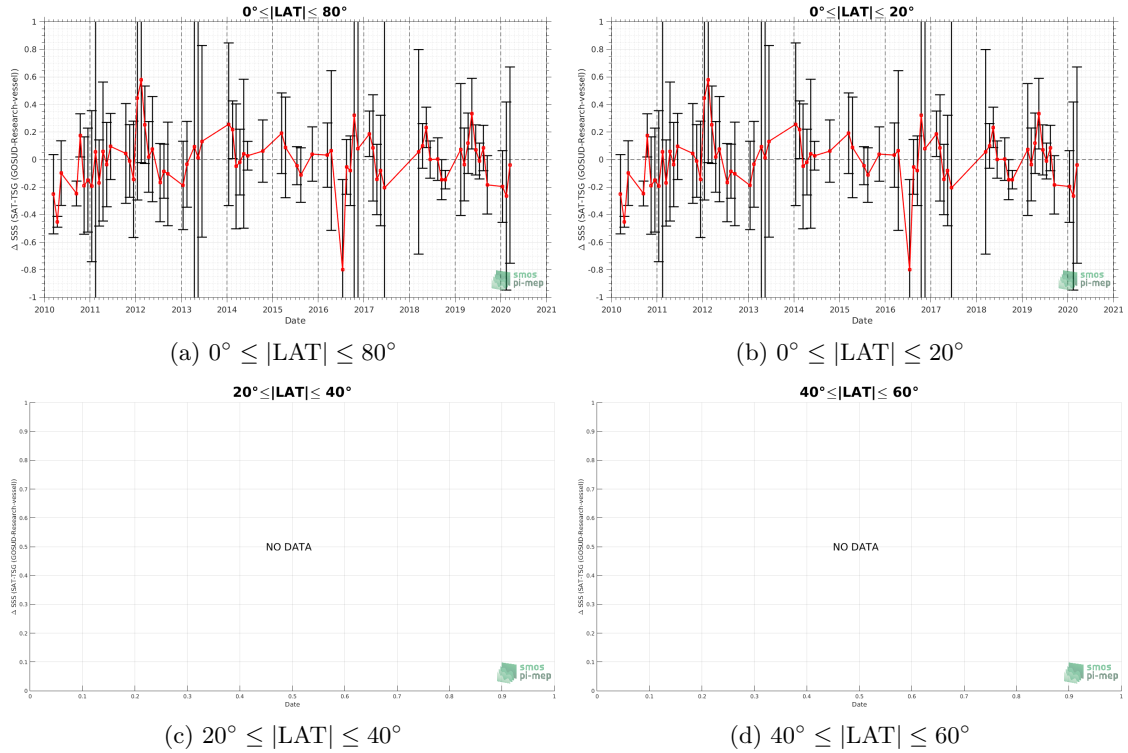 0°≤|LAT|≤ 80°
Δ SSS (SAT-TSG (GOSUD-Research-vessel))
1
0.8
0.6
0.4
0.2
0
-0.2
-0.4
-0.6
-0.8
-1
2010 2011 2012 2013 2014 2015 2016 2017 2018 2019 2020 2021
Date
smos
pi-mep
(a) 0° ≤ |LAT| ≤ 80°
0°≤|LAT|≤ 20°
Δ SSS (SAT-TSG (GOSUD-Research-vessel))
1
0.8
0.6
0.4
0.2
0
-0.2
-0.4
-0.6
-0.8
-1
2010 2011 2012 2013 2014 2015 2016 2017 2018 2019 2020 2021
Date
smos
pi-mep
(b) 0° ≤ |LAT| ≤ 20°
20°≤|LAT|≤ 40°
Δ SSS (SAT-TSG (GOSUD-Research-vessel))
1
0.9
0.8
0.7
0.6
0.5
0.4
0.3
0.2
0.1
0
NO DATA
0 0.1 0.2 0.3 0.4 0.5 0.6 0.7 0.8 0.9 1
Date
smos
pi-mep
(c) 20° ≤ |LAT| ≤ 40°
40°≤|LAT|≤ 60°
Δ SSS (SAT-TSG (GOSUD-Research-vessel))
1
0.9
0.8
0.7
0.6
0.5
0.4
0.3
0.2
0.1
0
NO DATA
0 0.1 0.2 0.3 0.4 0.5 0.6 0.7 0.8 0.9 1
Date
smos
pi-mep
(d) 40° ≤ |LAT| ≤ 60°